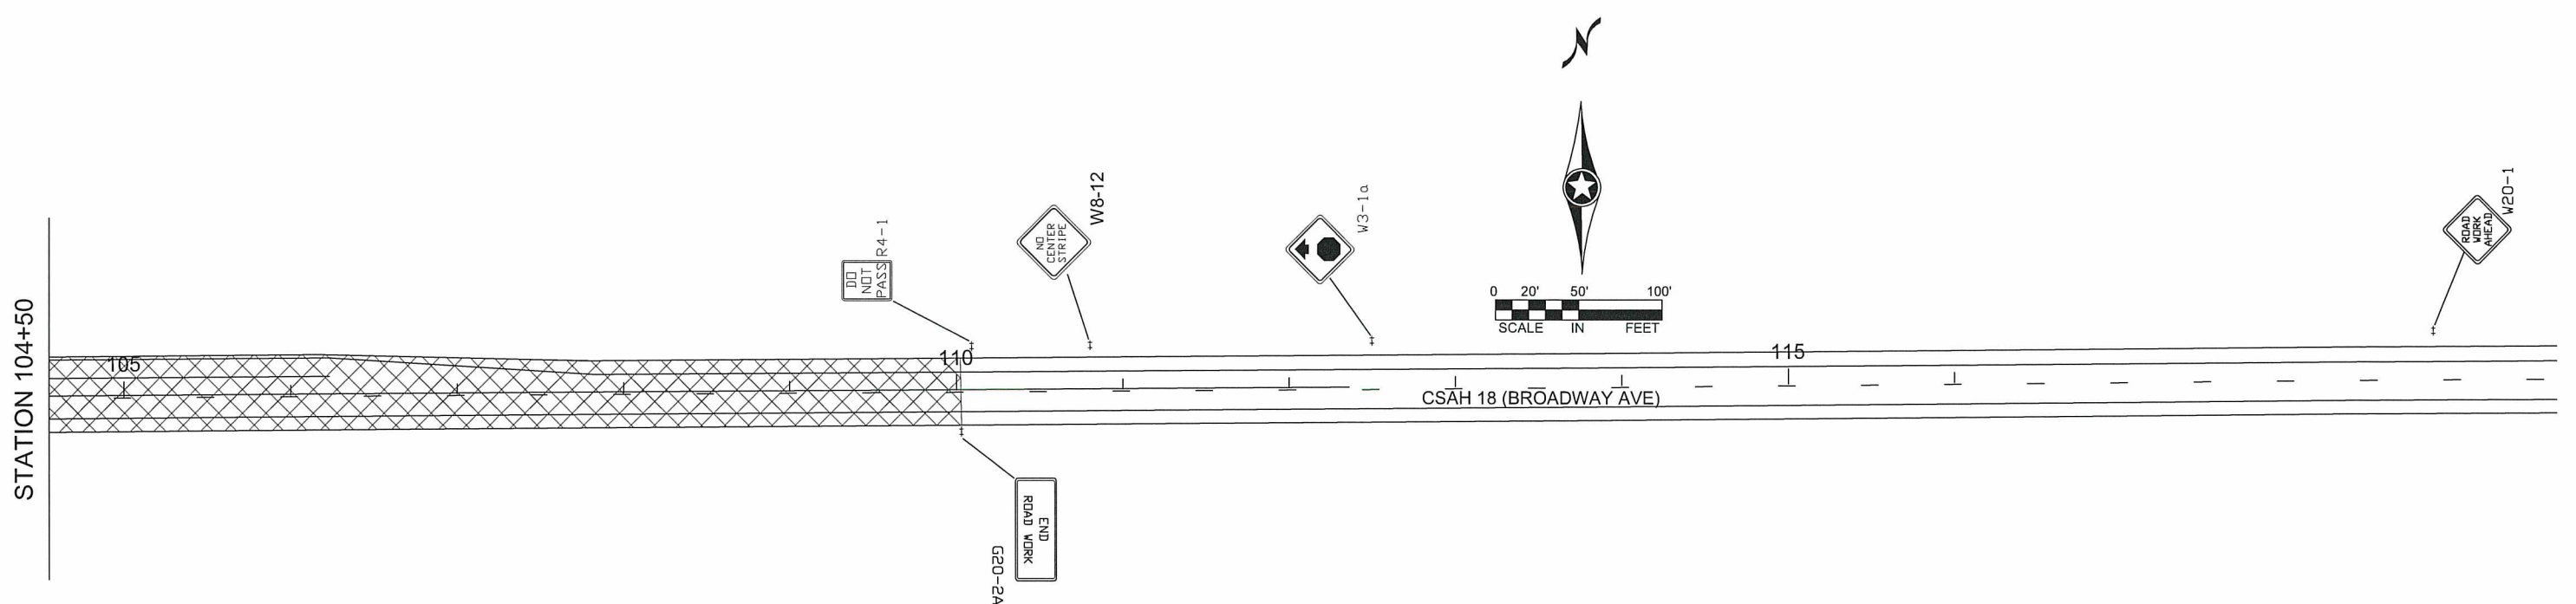 N
STATION 104+50
DO
NOT
PASS
R4-1
NO
CENTER
STRIPE
W8-12
W3-1a
0 20' 50' 100'
SCALE IN FEET
ROAD
WORK
AHEAD
W20-1
105
110
115
CSAH 18 (BROADWAY AVE)
END
ROAD WORK
G20-2A